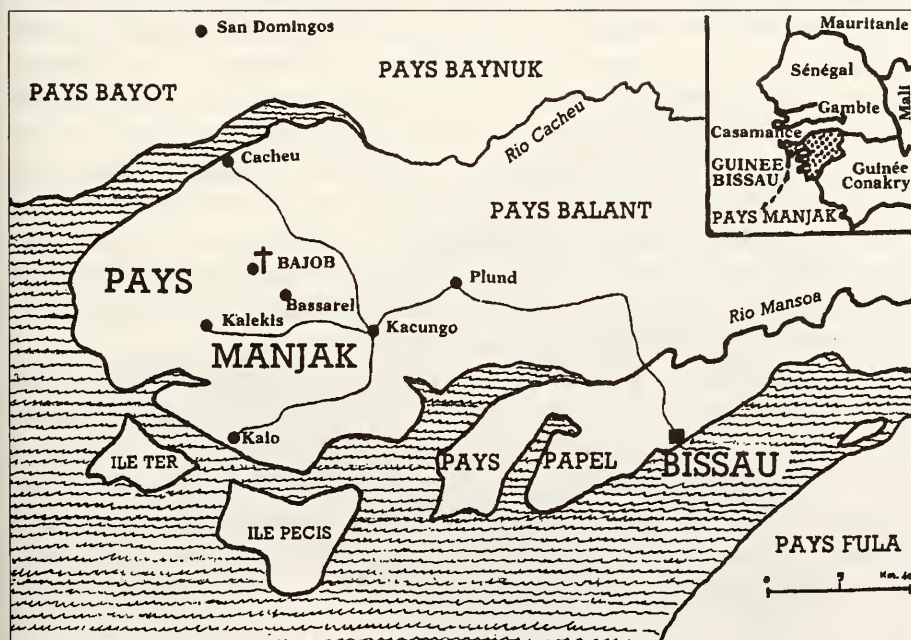 San Domingos
PAYS BAYNUK
PAYS BAYOT
Rio Cacheu
Cacheu
PAYS BALANT
PAYS
BAJOB
Bassarel
Kalekis
MANJAK
Plund
Kacungo
Rio Mansoa
Kalo
ILE TER
ILE PECIS
PAYS
PAPEL
BISSAU
PAYS FULA
Mauritanie
Sénégal
Mali
Gambie
Casamance
GUINEE
BISSAU
Guinée
Conakry
PAYS MANJAK
0
Km.